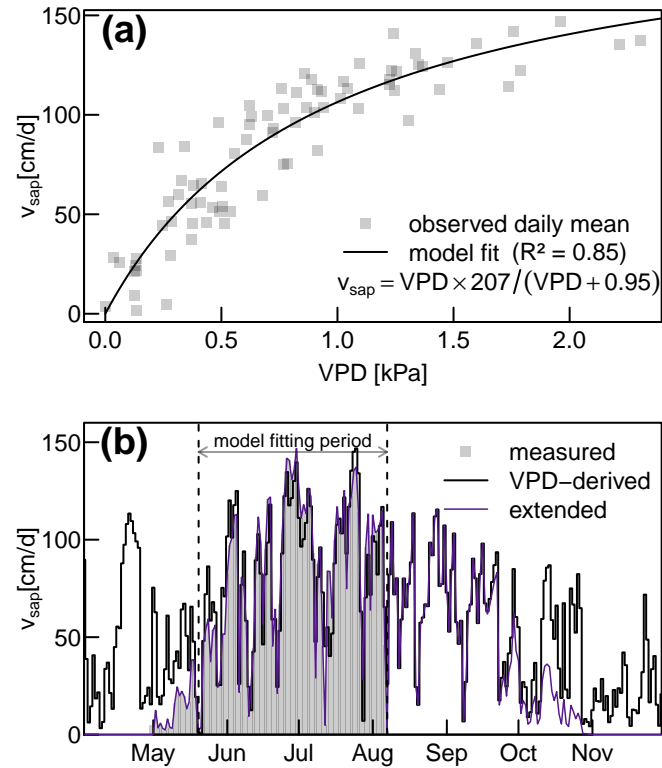 (a)
150
100
50
0
v_sap[cm/d]
observed daily mean
model fit (R² = 0.85)
v_sap = VPD × 207/(VPD + 0.95)
0.0 0.5 1.0 1.5 2.0
VPD [kPa]
(b)
150
100
50
0
v_sap[cm/d]
model fitting period
measured
VPD−derived
extended
May Jun Jul Aug Sep Oct Nov